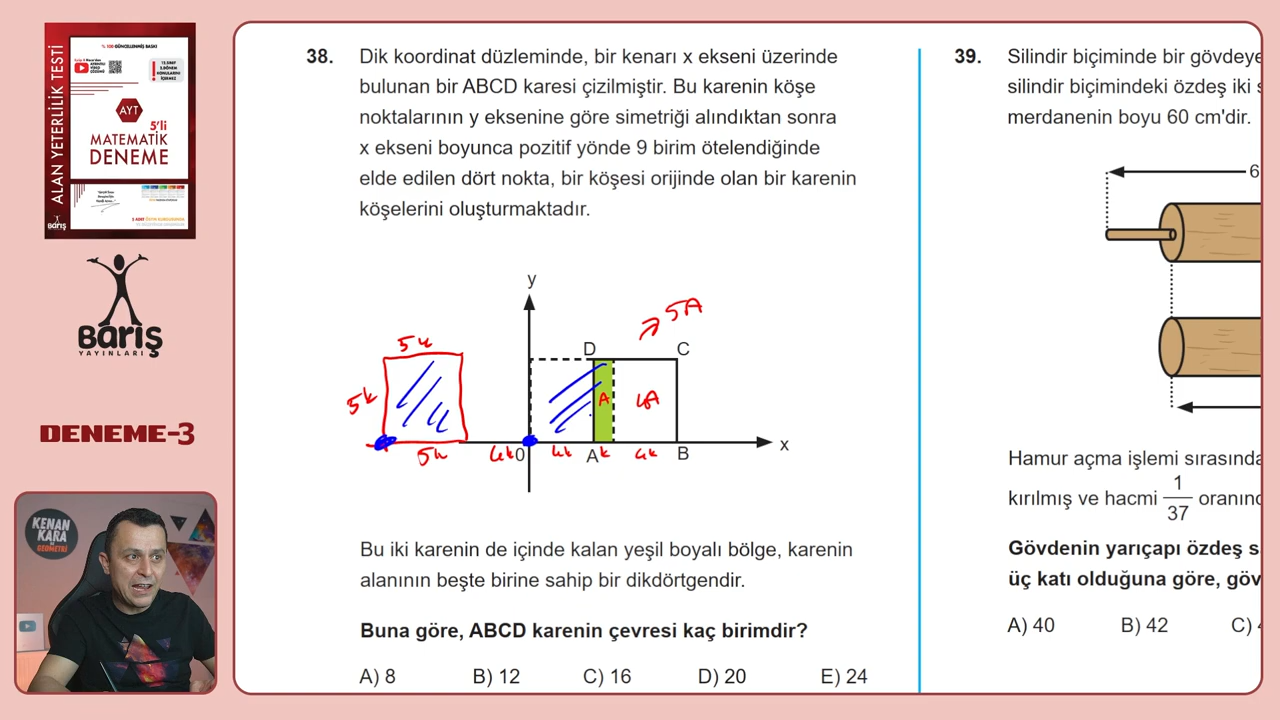 ALAN YETERLİLİK TESTİ
% 100 GÜNCELLENMİŞ BASKI
AYT
5'li
MATEMATİK
DENEME
BARIŞ
YAYINLARI
DENEME-3
KENAN
KARA
GEOMETRİ
38. Dik koordinat düzleminde, bir kenarı x ekseni üzerinde
bulunan bir ABCD karesi çizilmiştir. Bu karenin köşe
noktalarının y eksenine göre simetriği alındıktan sonra
x ekseni boyunca pozitif yönde 9 birim ötelendiğinde
elde edilen dört nokta, bir köşesi orijinde olan bir karenin
köşelerini oluşturmaktadır.
y
5A
5k
D
C
5k
A
4A
5k
4k
0
4k
A
k
4k
B
x
Bu iki karenin de içinde kalan yeşil boyalı bölge, karenin
alanının beşte birine sahip bir dikdörtgendir.
Buna göre, ABCD karenin çevresi kaç birimdir?
A) 8 B) 12 C) 16 D) 20 E) 24
39. Silindir biçiminde bir gövdeye
silindir biçimindeki özdeş iki s
merdanenin boyu 60 cm'dir.
6
Hamur açma işlemi sırasında
kırılmış ve hacmi 1/37 oranınd
Gövdenin yarıçapı özdeş s
üç katı olduğuna göre, göv
A) 40 B) 42 C)